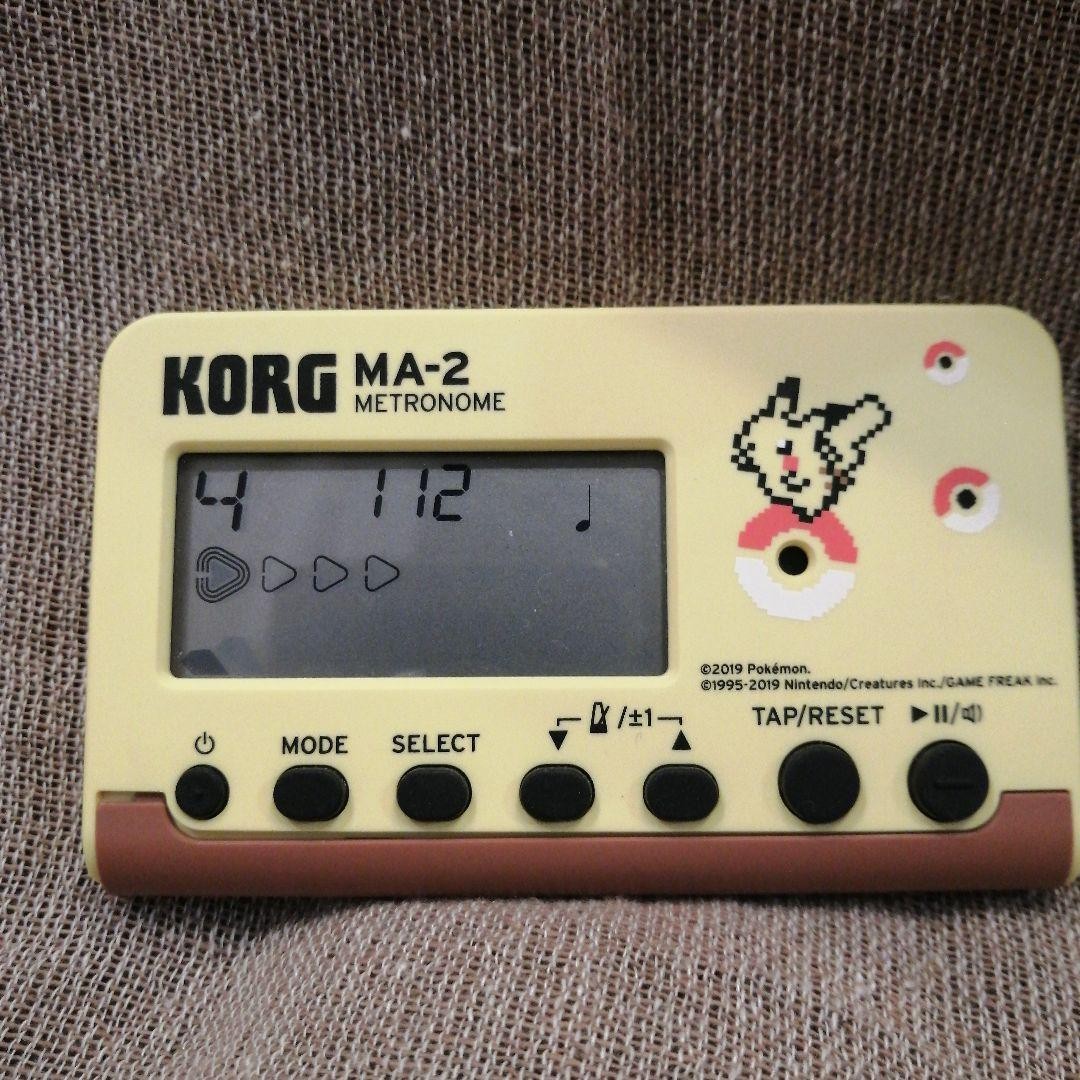 KORG MA-2
METRONOME
4 112
©2019 Pokémon.
©1995-2019 Nintendo/Creatures Inc./GAME FREAK inc.
MODE SELECT /±1 TAP/RESET